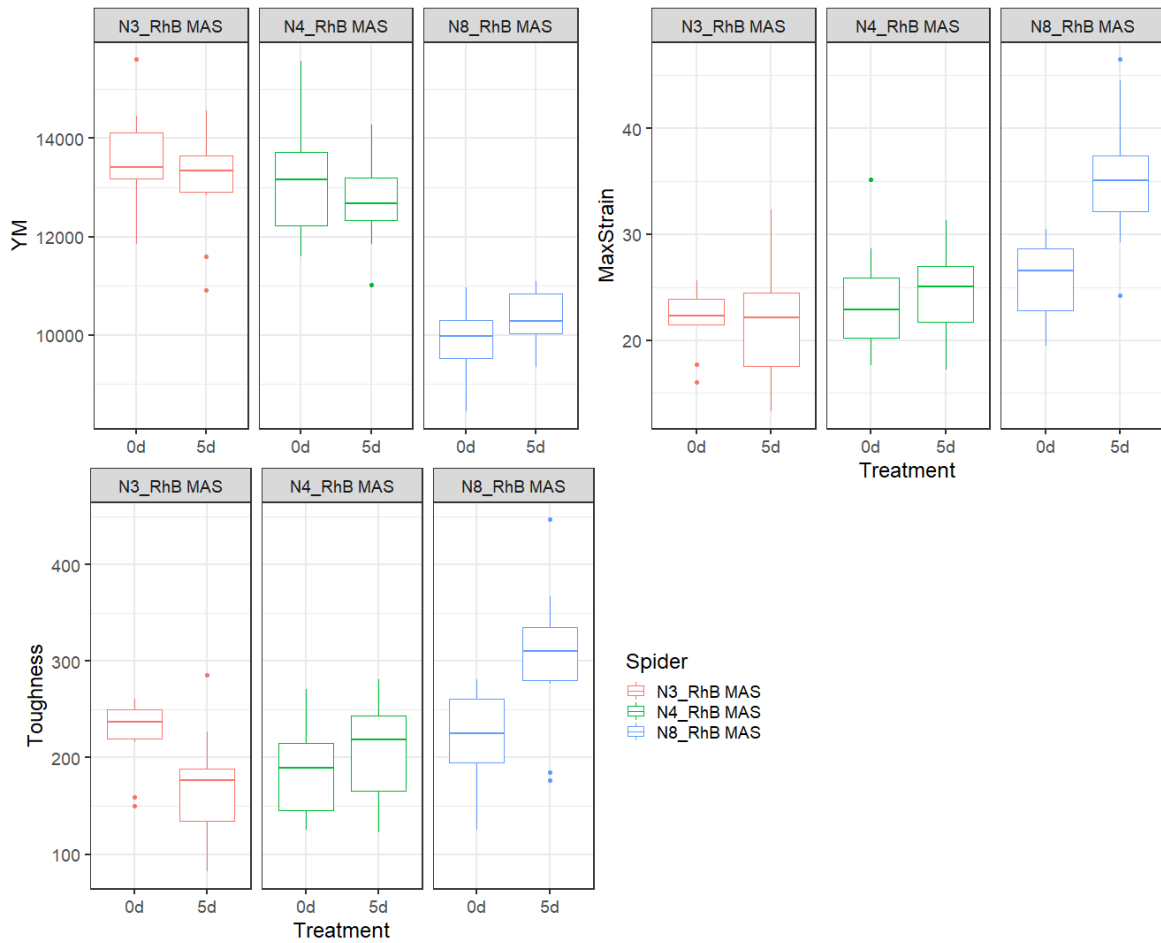 N3_RhB MAS N4_RhB MAS N8_RhB MAS
YM
14000
12000
10000
0d 5d 0d 5d 0d 5d
N3_RhB MAS N4_RhB MAS N8_RhB MAS
MaxStrain
40
30
20
0d 5d 0d 5d 0d 5d
Treatment
N3_RhB MAS N4_RhB MAS N8_RhB MAS
Toughness
400
300
200
100
0d 5d 0d 5d 0d 5d
Treatment
Spider
N3_RhB MAS
N4_RhB MAS
N8_RhB MAS